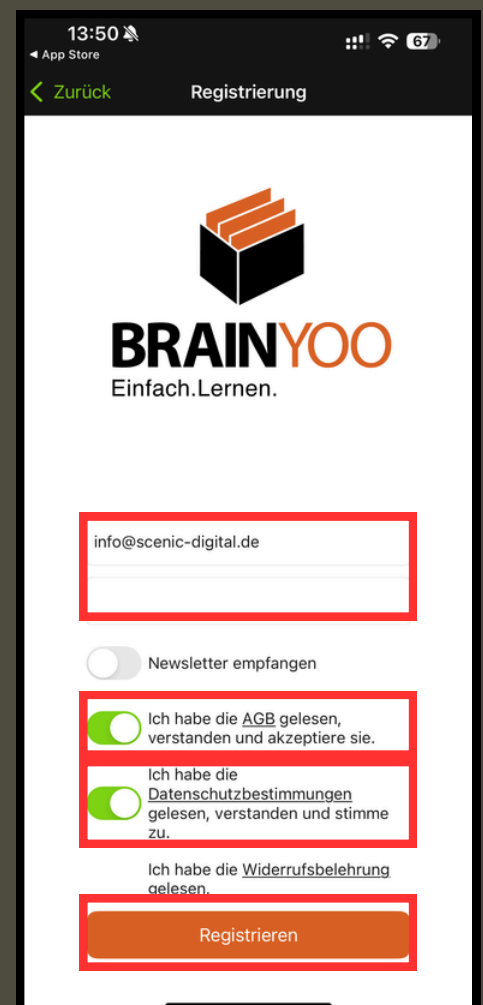 13:50
67
◄ App Store
Zurück
Registrierung
BRAINYOO
Einfach.Lernen.
info@scenic-digital.de
Newsletter empfangen
Ich habe die AGB gelesen,
verstanden und akzeptiere sie.
Ich habe die
Datenschutzbestimmungen
gelesen, verstanden und stimme
zu.
Ich habe die Widerrufsbelehrung
gelesen.
Registrieren